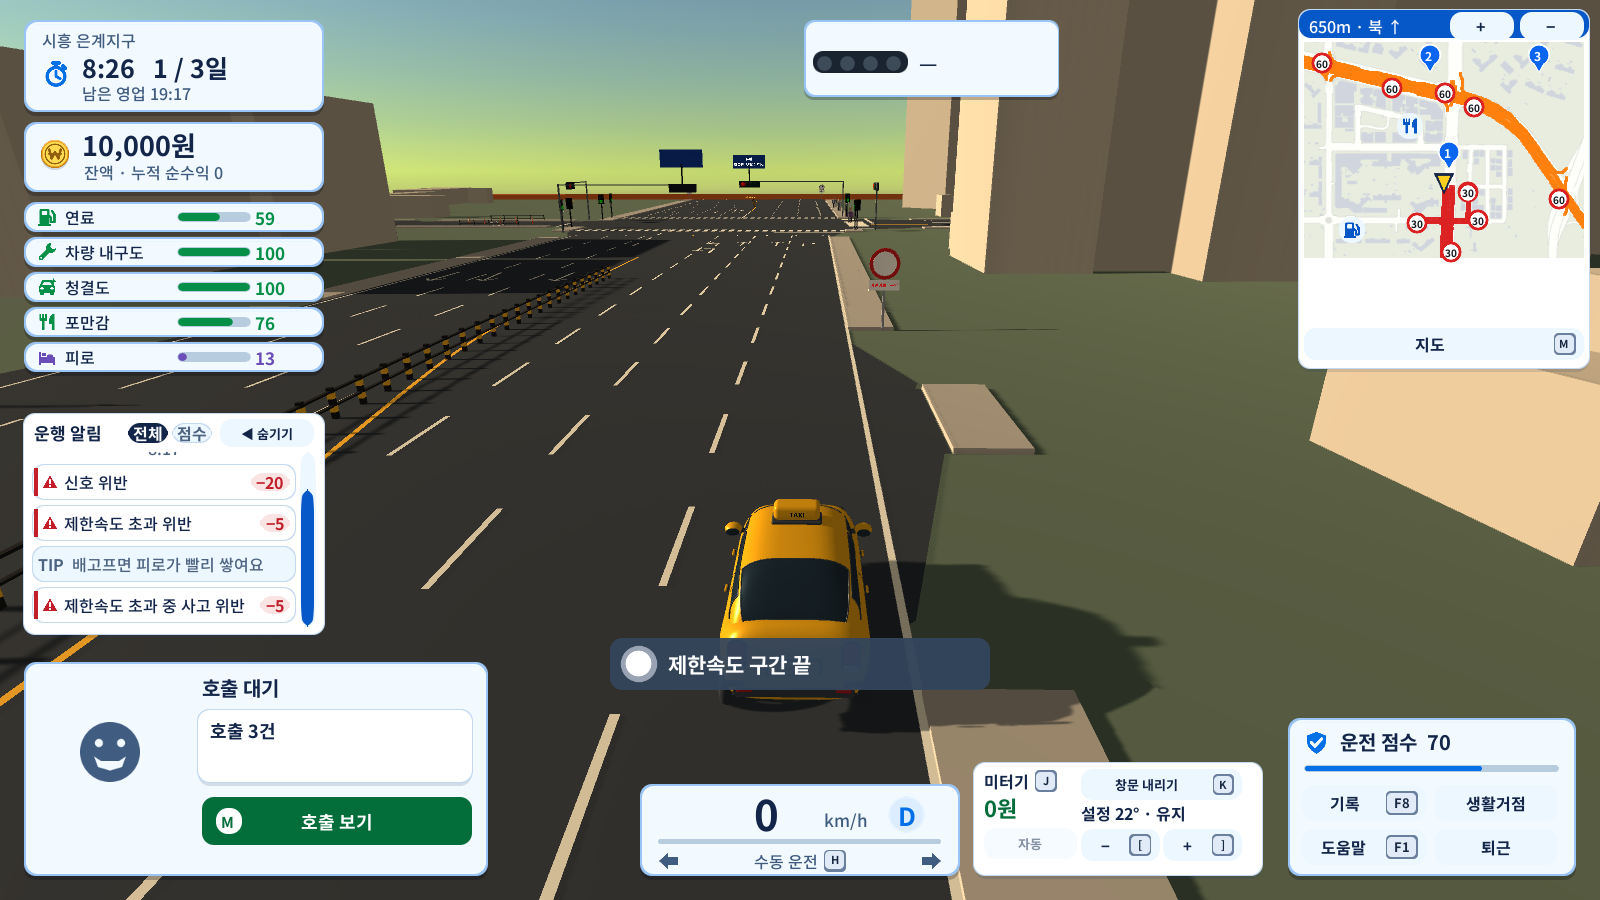 시흥 은계지구
8:26 1 / 3일
남은 영업 19:17
10,000원
잔액 · 누적 순수익 0
연료 59
차량 내구도 100
청결도 100
포만감 76
피로 13
운행 알림 전체 점수 ◀ 숨기기
신호 위반 −20
제한속도 초과 위반 −5
TIP 배고프면 피로가 빨리 쌓여요
제한속도 초과 중 사고 위반 −5
호출 대기
호출 3건
M 호출 보기
—
TAXI
제한속도 구간 끝
0 km/h D
수동 운전 H
미터기 J
0원
자동
창문 내리기 K
설정 22° · 유지
− [ + ]
650m · 북 ↑ + −
2 3
60 60 60 60
1
30
60
30 30
30
지도 M
운전 점수 70
기록 F8 생활거점
도움말 F1 퇴근